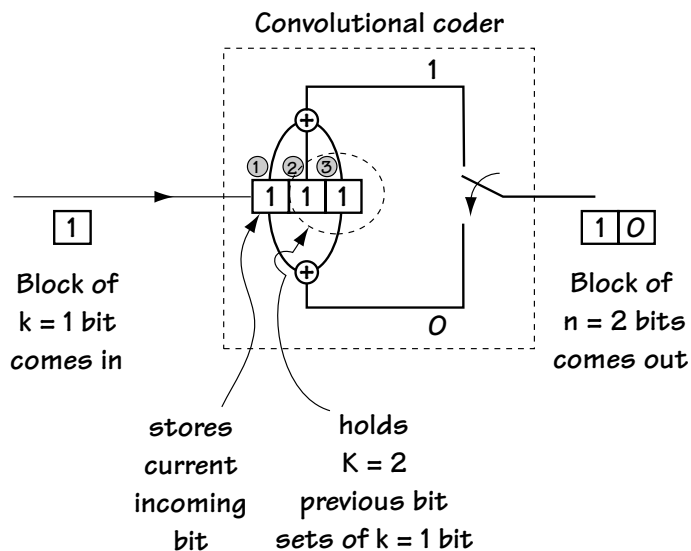 Convolutional coder
1
1 2 3
1 1 1
1
1 0
Block of
k = 1 bit
comes in
Block of
n = 2 bits
comes out
0
stores
current
incoming
bit
holds
K = 2
previous bit
sets of k = 1 bit